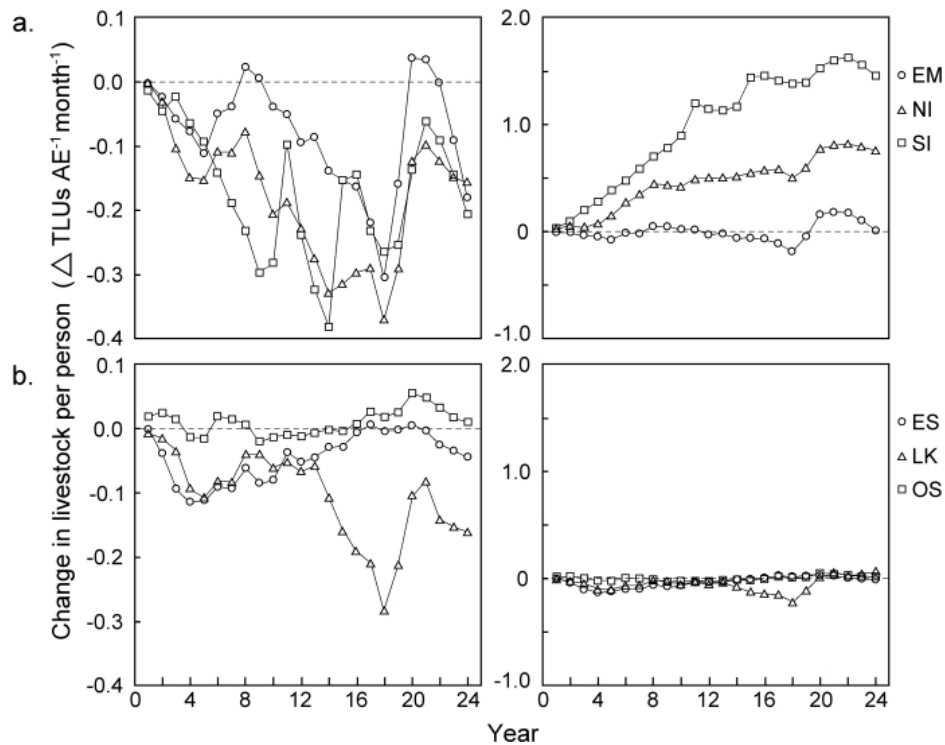 a.
0.1
0.0
-0.1
-0.2
-0.3
-0.4
2.0
1.0
0
-1.0
EM
NI
SI
b.
0.1
0.0
-0.1
-0.2
-0.3
-0.4
2.0
1.0
0
-1.0
ES
LK
OS
Change in livestock per person (△ TLUs AE⁻¹ month⁻¹)
0 4 8 12 16 20 24
0 4 8 12 16 20 24
Year